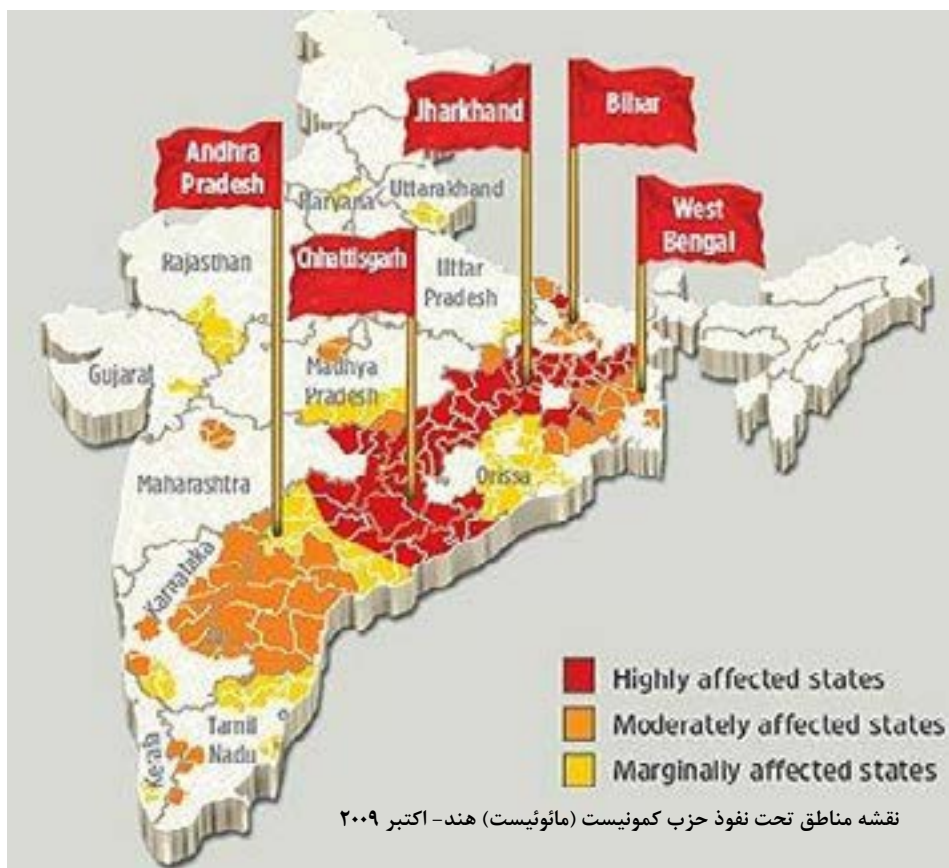 Jharkhand
Bihar
Andhra
Pradesh
Haryana
Uttarakhand
West
Bengal
Rajasthan
Chhattisgarh
Uttar
Pradesh
Gujarat
Madhya
Pradesh
Maharashtra
Orissa
Karnataka
Highly affected states
Moderately affected states
Tamil
Nadu
Kerala
Marginally affected states
نقشه مناطق تحت نفوذ حزب کمونیست (مائوئیست) هند- اکتبر ۲۰۰۹